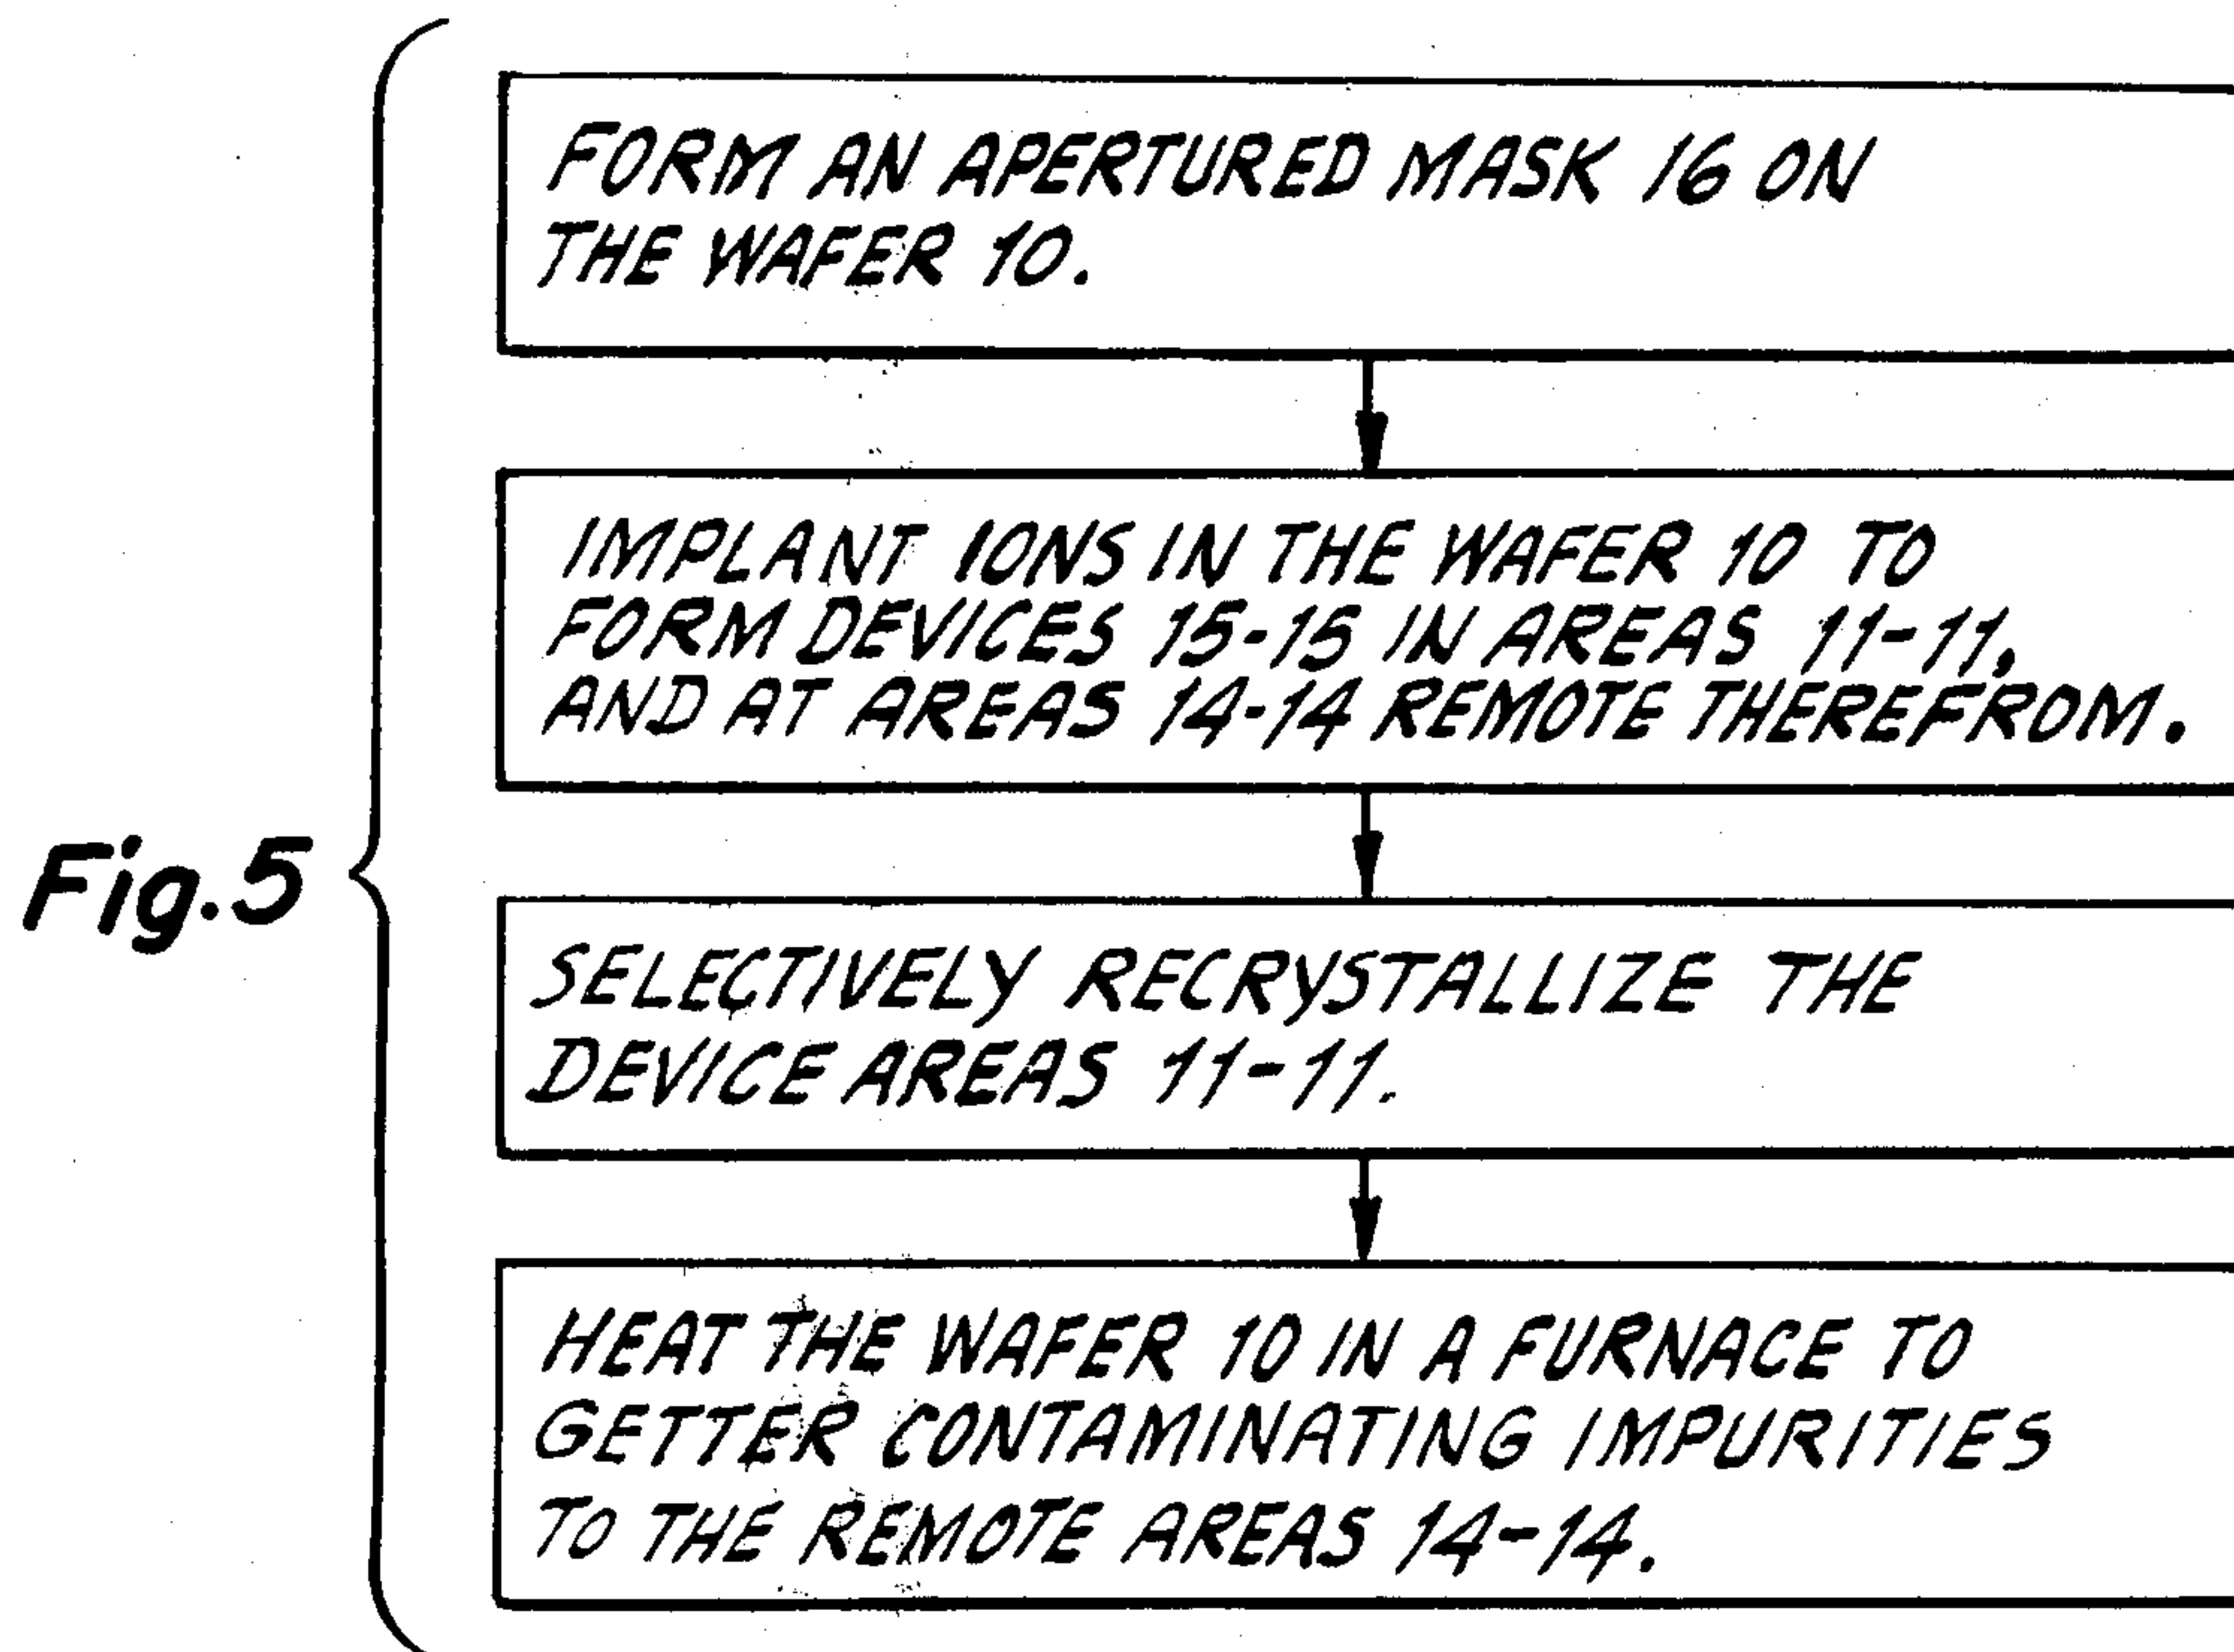 FORM AN APERTURED MASK 16 ON
THE WAFER 10.
IMPLANT IONS IN THE WAFER 10 TO
FORM DEVICES 15-15 IN AREAS 11-11,
AND AT AREAS 14-14 REMOTE THEREFROM.
Fig.5
SELECTIVELY RECRYSTALLIZE THE
DEVICE AREAS 11-11.
HEAT THE WAFER 10 IN A FURNACE TO
GETTER CONTAMINATING IMPURITIES
TO THE REMOTE AREAS 14-14.